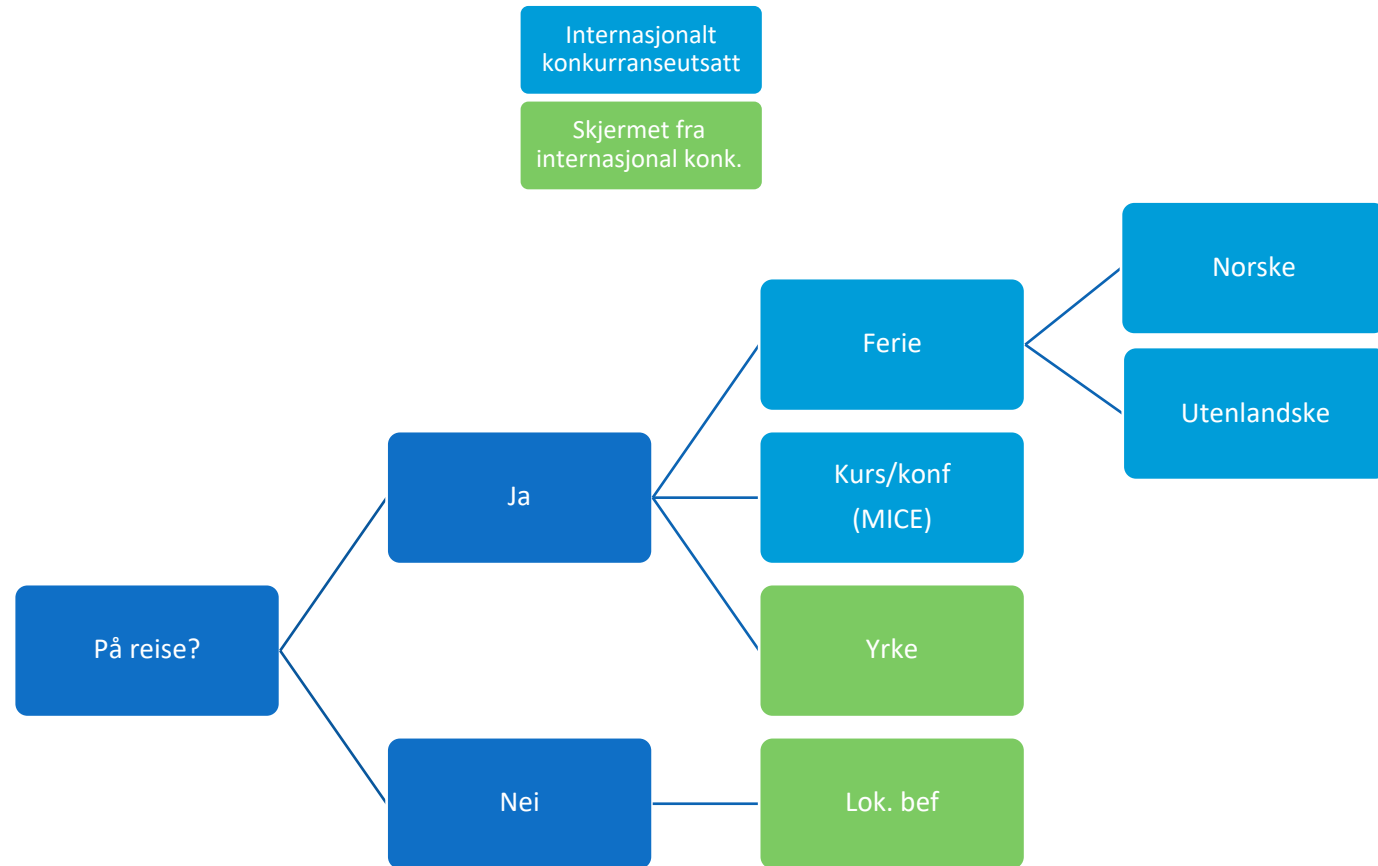 Internasjonalt
konkurranseutsatt
Skjermet fra
internasjonal konk.
Norske
Ferie
Utenlandske
Kurs/konf
(MICE)
Ja
Yrke
På reise?
Nei
Lok. bef